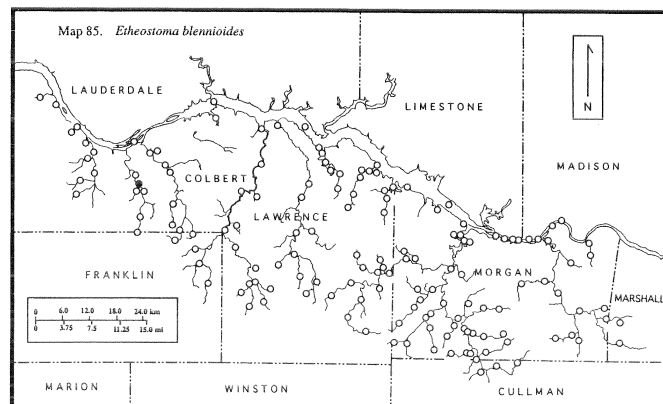 Map 85. Etheostoma blennioides
LAUDERDALE
LIMESTONE
N
MADISON
COLBERT
LAWRENCE
FRANKLIN
MORGAN
MARSHALL
0 6.0 12.0 18.0 24.0 km
0 3.75 7.5 11.25 15.0 mi
MARION
WINSTON
CULLMAN